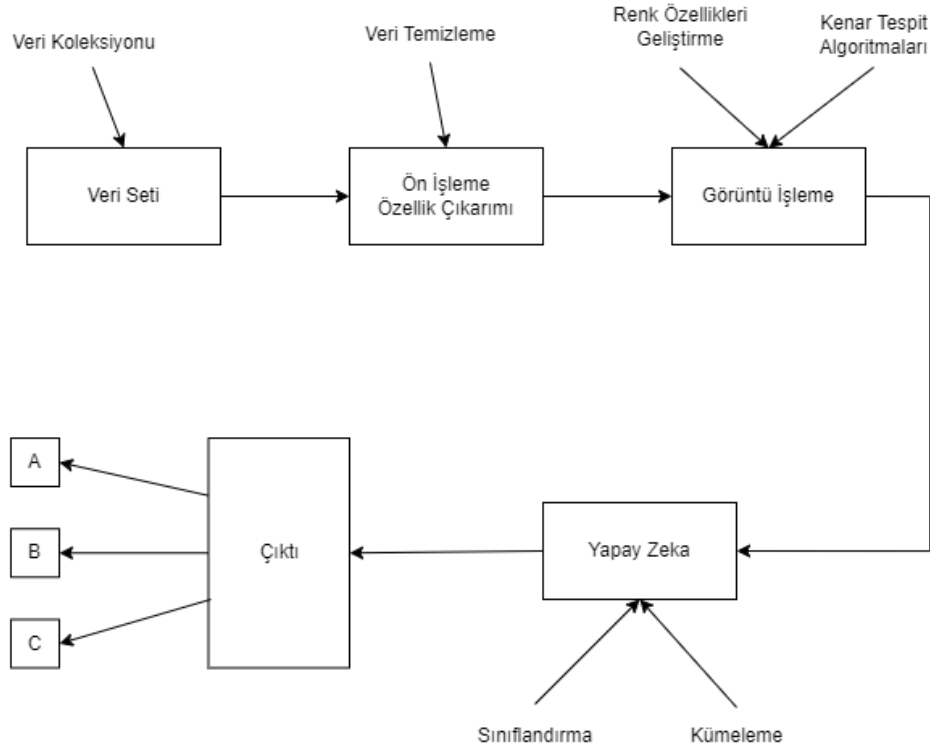 Veri Koleksiyonu
Veri Temizleme
Renk Özellikleri
Geliştirme
Kenar Tespit
Algoritmaları
Veri Seti
Ön İşleme
Özellik Çıkarımı
Görüntü İşleme
A
B
C
Çıktı
Yapay Zeka
Sınıflandırma
Kümeleme